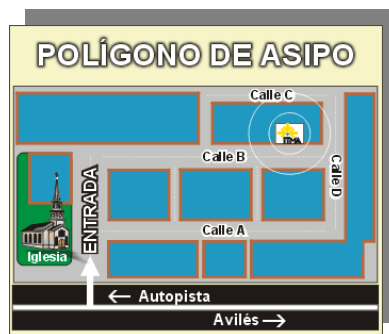 POLÍGONO DE ASIPO
Calle C
Calle B
Calle D
ENTRADA
Calle A
Iglesia
← Autopista
Avilés →